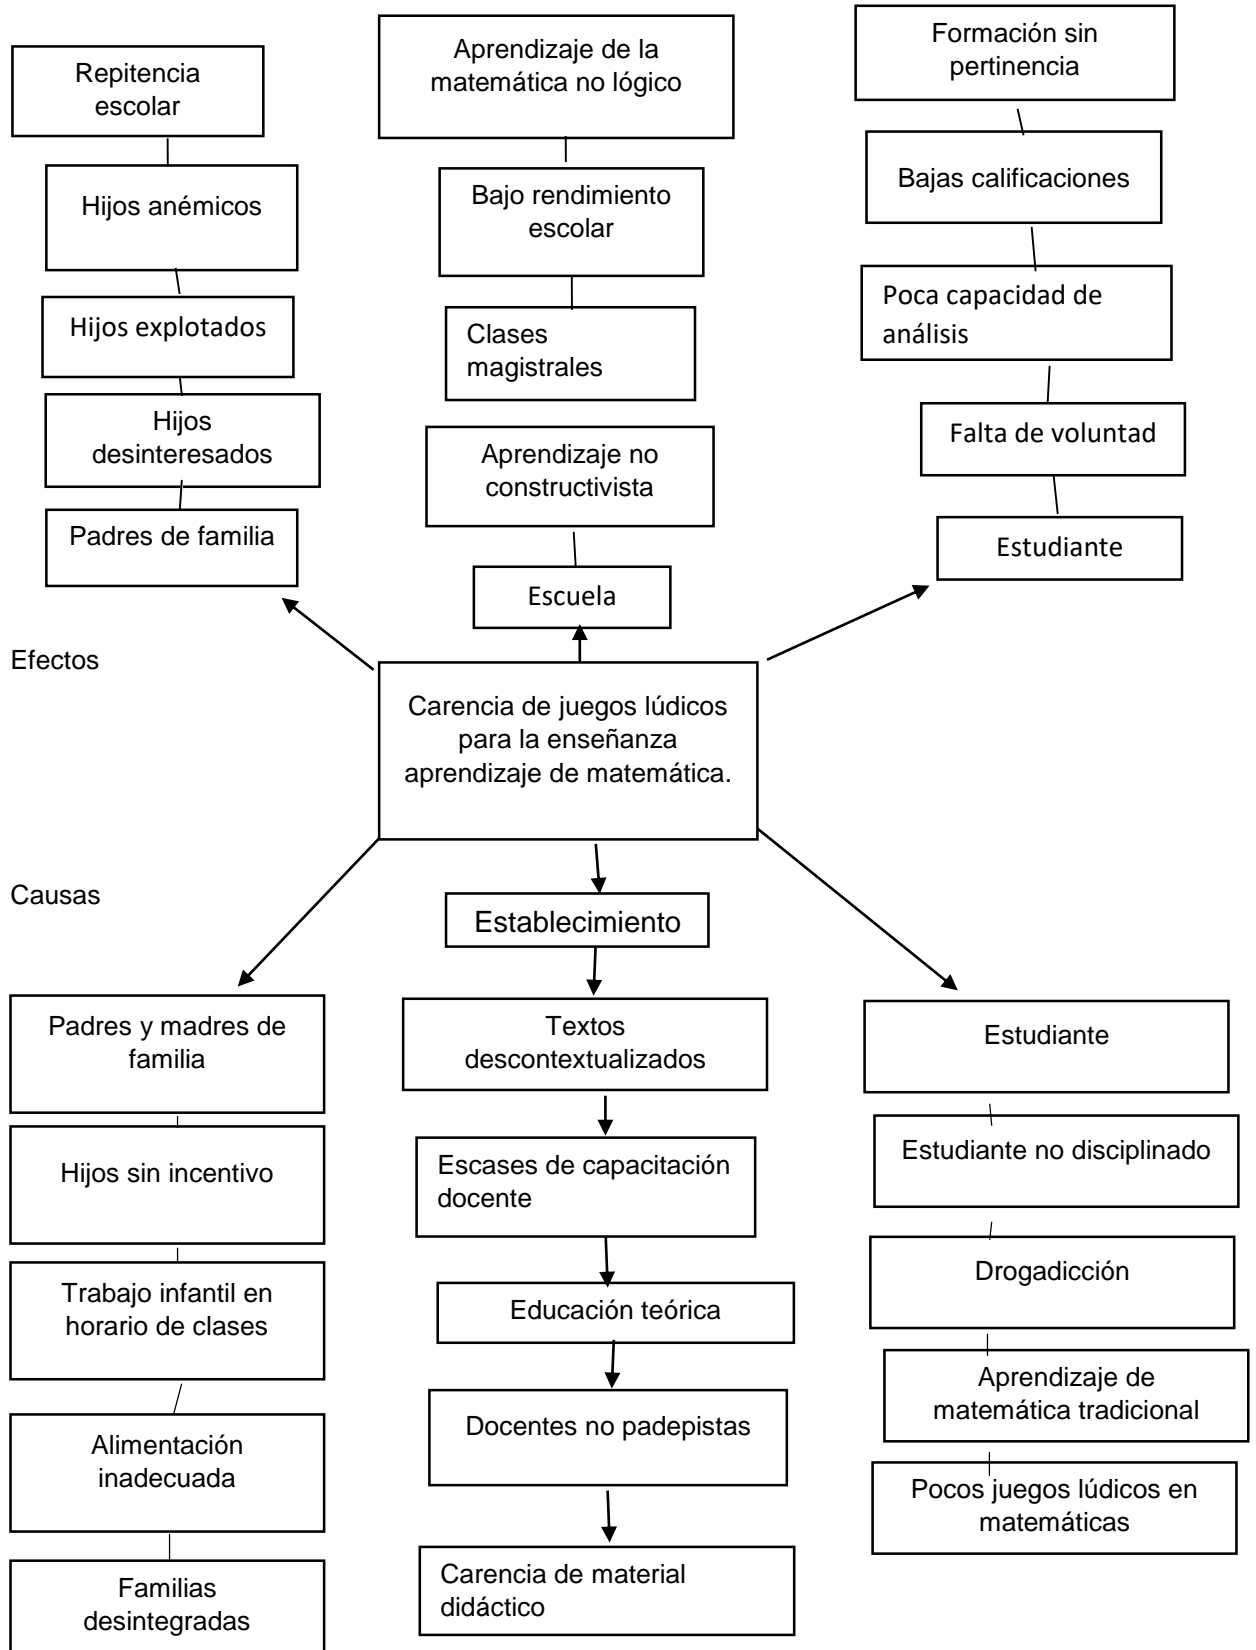 Repitencia
escolar
Aprendizaje de la
matemática no lógico
Formación sin
pertinencia
Hijos anémicos
Bajo rendimiento
escolar
Bajas calificaciones
Hijos explotados
Clases
magistrales
Poca capacidad de
análisis
Hijos
desinteresados
Aprendizaje no
constructivista
Falta de voluntad
Padres de familia
Escuela
Estudiante
Efectos
Carencia de juegos lúdicos
para la enseñanza
aprendizaje de matemática.
Causas
Establecimiento
Padres y madres de
familia
Textos
descontextualizados
Estudiante
Hijos sin incentivo
Escases de capacitación
docente
Estudiante no disciplinado
Trabajo infantil en
horario de clases
Educación teórica
Drogadicción
Alimentación
inadecuada
Docentes no padepistas
Aprendizaje de
matemática tradicional
Familias
desintegradas
Carencia de material
didáctico
Pocos juegos lúdicos en
matemáticas